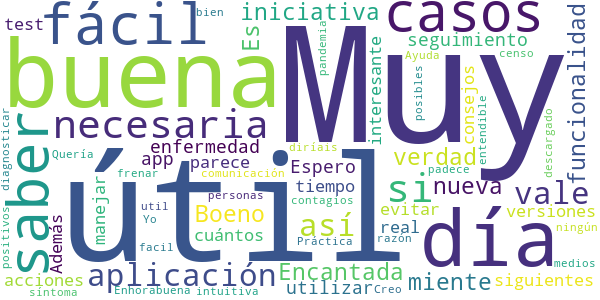 test
fácil
bien
iniciativa
casos
Es
pandemia
seguimiento
Ayuda
censo
interesante
buena
Muy
posibles
consejos
entendible
funcionalidad
necesaria
saber
diagnosticar
Quería
enfermedad
diríais
verdad
descargado
app
parece
Espero
si
padece
nueva
vale
frenar
comunicación
tiempo
manejar
útil
contagios
evitar
versiones
util
personas
Yo
Boeno
así
real
día
ningún
positivos
Además
facil
cuántos
Práctica
razón
acciones
aplicación
Encantada
miente
siguientes
medios
síntoma
Enhorabuena
intuitiva
utilizar
Creo